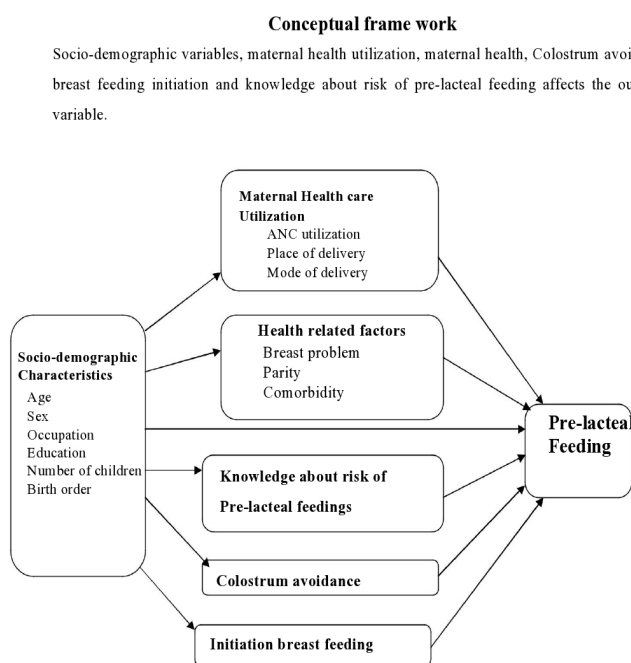 Conceptual frame work
Socio-demographic variables, maternal health utilization, maternal health, Colostrum
breast feeding initiation and knowledge about risk of pre-lacteal feeding affects the
variable.
Maternal Health care
Utilization
ANC utilization
Place of delivery
Mode of delivery
Health related factors
Breast problem
Parity
Comorbidity
Socio-demographic
Characteristics
Age
Sex
Occupation
Education
Number of children
Birth order
Pre-lacteal
Feeding
Knowledge about risk of
Pre-lacteal feedings
Colostrum avoidance
Initiation breast feeding